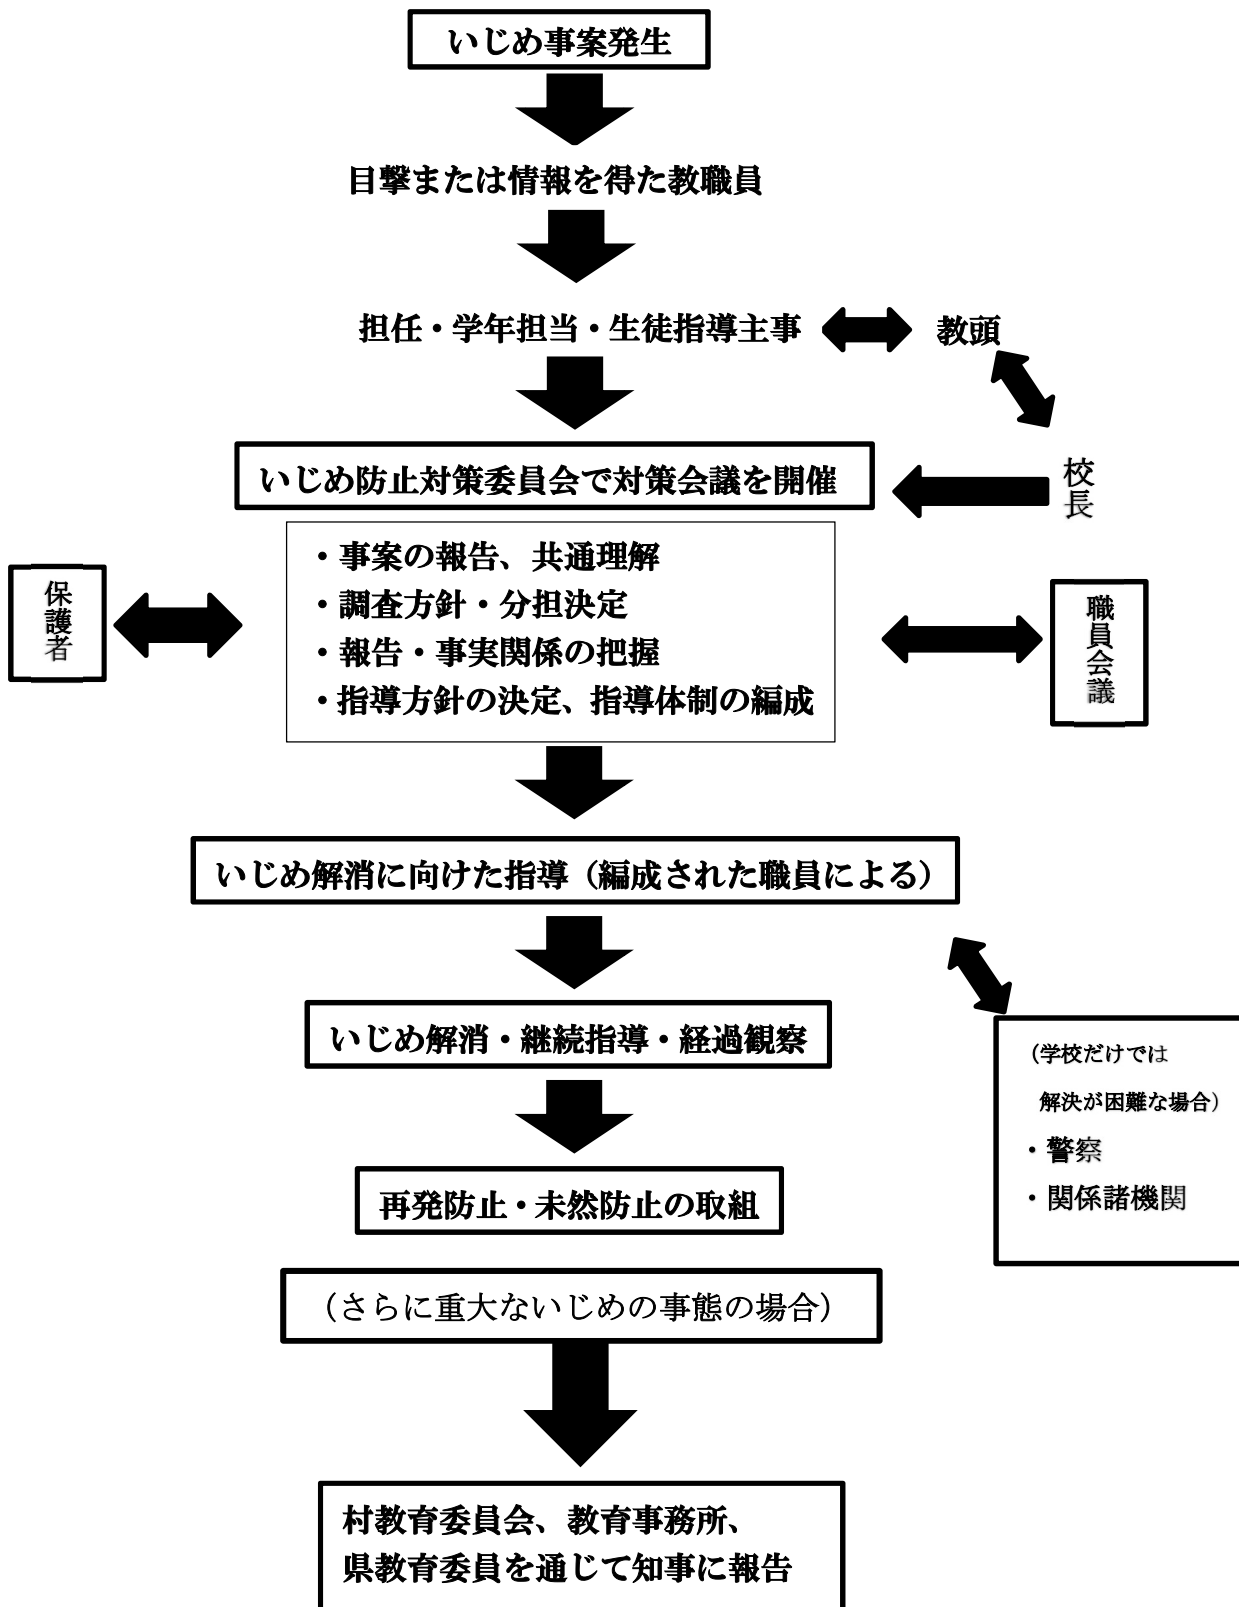 いじめ事案発生
目撃または情報を得た教職員
担任・学年担当・生徒指導主事
教頭
校長
いじめ防止対策委員会で対策会議を開催
・事案の報告、共通理解
・調査方針・分担決定
・報告・事実関係の把握
・指導方針の決定、指導体制の編成
保護者
職員会議
いじめ解消に向けた指導（編成された職員による）
いじめ解消・継続指導・経過観察
（学校だけでは
解決が困難な場合）
・警察
・関係諸機関
再発防止・未然防止の取組
（さらに重大ないじめの事態の場合）
村教育委員会、教育事務所、
県教育委員を通じて知事に報告